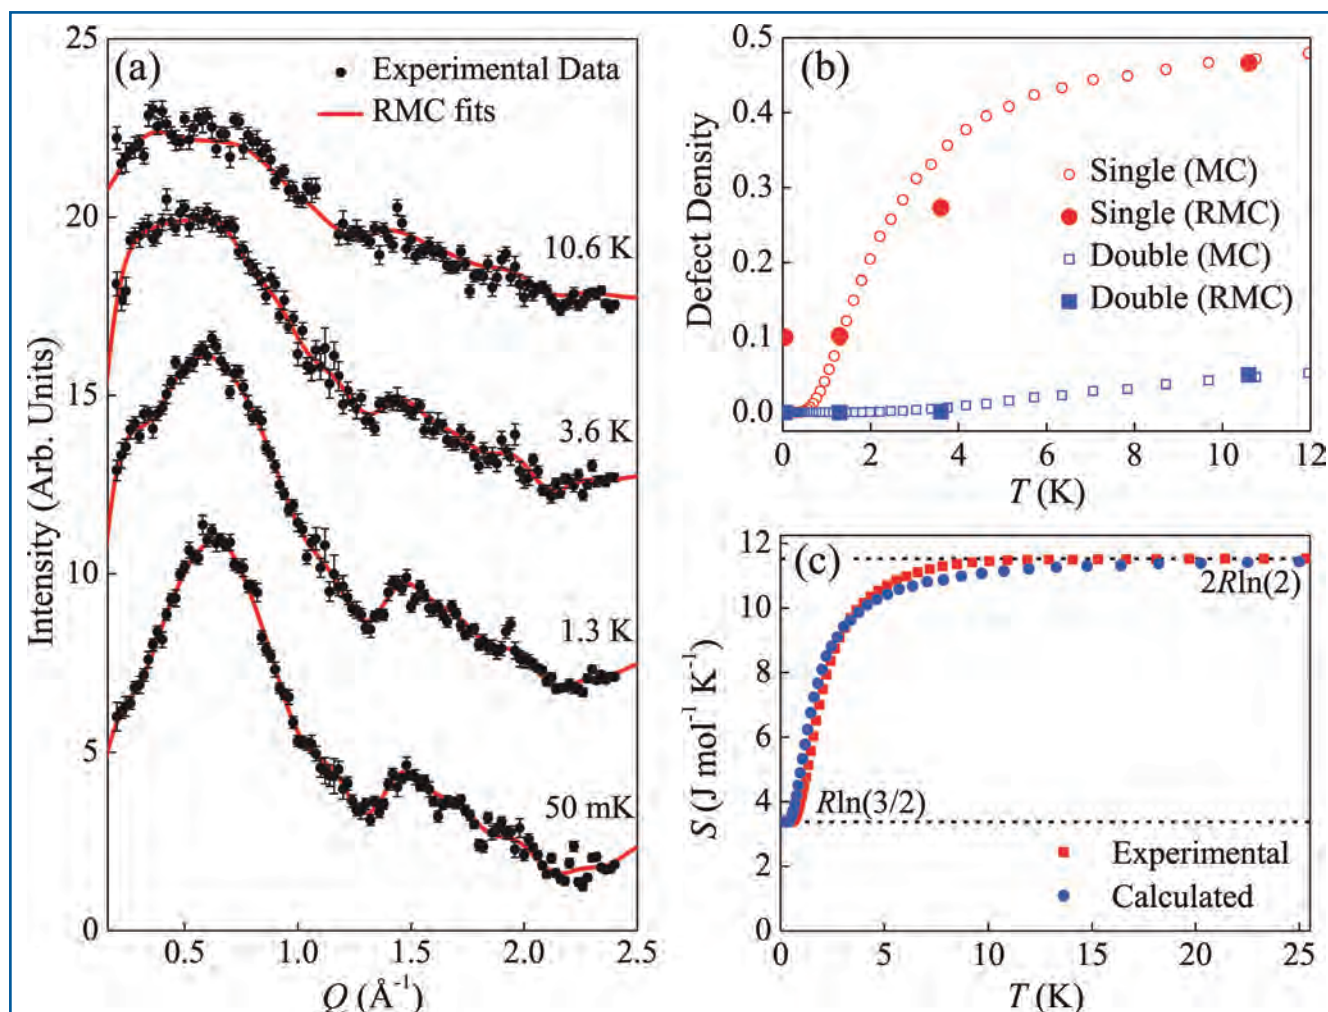 (a)
Experimental Data
RMC fits
25
20
15
10
5
0
10.6 K
3.6 K
1.3 K
50 mK
Intensity (Arb. Units)
0.5 1.0 1.5 2.0 2.5
Q (Å⁻¹)
(b)
0.5
0.4
0.3
0.2
0.1
0.0
Defect Density
Single (MC)
Single (RMC)
Double (MC)
Double (RMC)
0 2 4 6 8 10 12
T (K)
(c)
12
10
8
6
4
2
0
S (J mol⁻¹ K⁻¹)
2Rln(2)
Rln(3/2)
Experimental
Calculated
0 5 10 15 20 25
T (K)